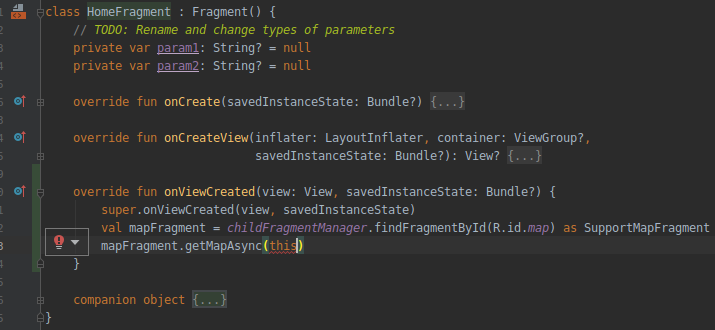 class HomeFragment : Fragment() {
// TODO: Rename and change types of parameters
private var param1: String? = null
private var param2: String? = null
override fun onCreate(savedInstanceState: Bundle?) {...}
override fun onCreateView(inflater: LayoutInflater, container: ViewGroup?,
savedInstanceState: Bundle?): View? {...}
override fun onViewCreated(view: View, savedInstanceState: Bundle?) {
super.onViewCreated(view, savedInstanceState)
val mapFragment = childFragmentManager.findFragmentById(R.id.map) as SupportMapFragment
mapFragment.getMapAsync(this)
}
companion object {...}
}